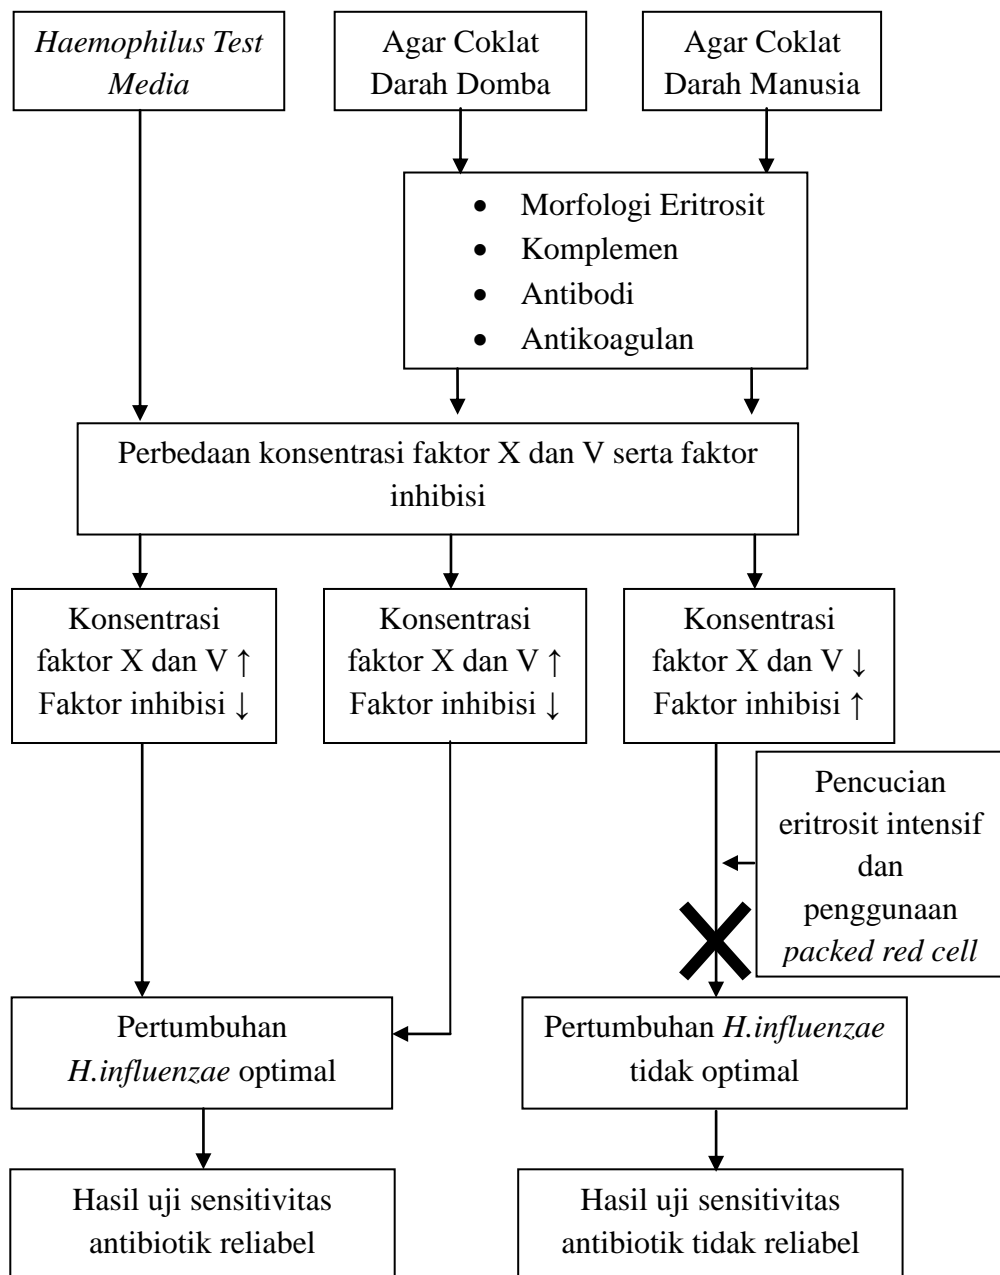 Haemophilus Test
Media
Agar Coklat
Darah Domba
Agar Coklat
Darah Manusia
• Morfologi Eritrosit
• Komplemen
• Antibodi
• Antikoagulan
Perbedaan konsentrasi faktor X dan V serta faktor
inhibisi
Konsentrasi
faktor X dan V ↑
Faktor inhibisi ↓
Konsentrasi
faktor X dan V ↑
Faktor inhibisi ↓
Konsentrasi
faktor X dan V ↓
Faktor inhibisi ↑
Pencucian
eritrosit intensif
dan
penggunaan
packed red cell
Pertumbuhan
H.influenzae optimal
Pertumbuhan H.influenzae
tidak optimal
Hasil uji sensitivitas
antibiotik reliabel
Hasil uji sensitivitas
antibiotik tidak reliabel